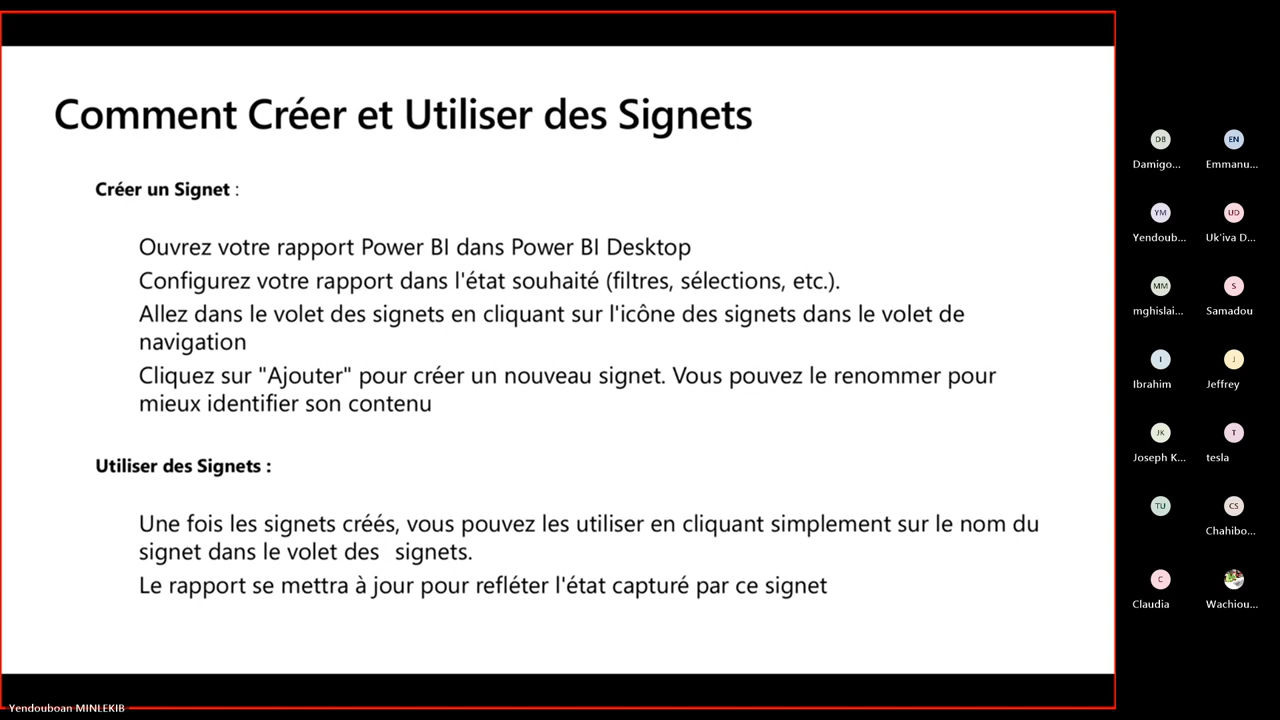 Comment Créer et Utiliser des Signets
Créer un Signet :
Ouvrez votre rapport Power BI dans Power BI Desktop
Configurez votre rapport dans l'état souhaité (filtres, sélections, etc.).
Allez dans le volet des signets en cliquant sur l'icône des signets dans le volet de
navigation
Cliquez sur "Ajouter" pour créer un nouveau signet. Vous pouvez le renommer pour
mieux identifier son contenu
Utiliser des Signets :
Une fois les signets créés, vous pouvez les utiliser en cliquant simplement sur le nom du
signet dans le volet des signets.
Le rapport se mettra à jour pour refléter l'état capturé par ce signet
Yendouboan MINLEKIB
DB EN
Damigo... Emmanu...
YM UD
Yendoub... Uk'iva D...
MM S
mghislai... Samadou
I J
Ibrahim Jeffrey
JK T
Joseph K... tesla
TU CS
Chahibo...
C
Claudia Wachiou...